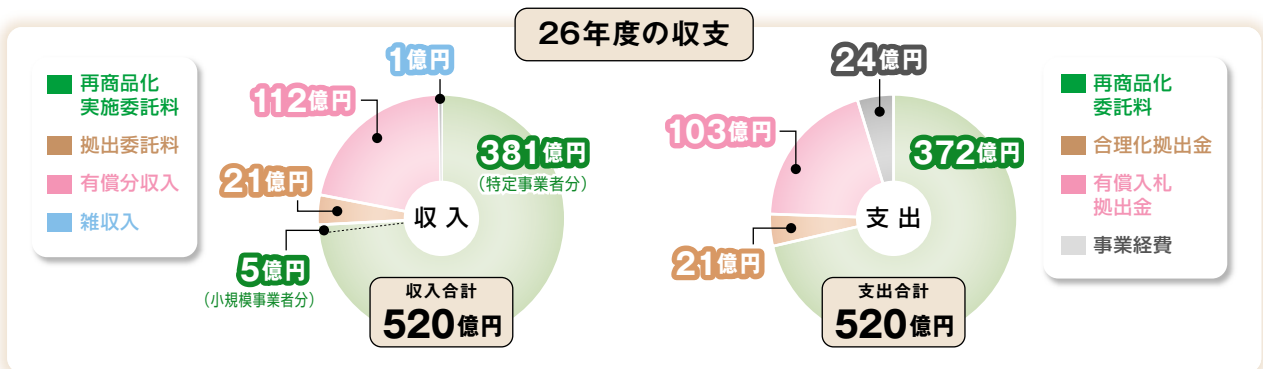 26年度の収支
再商品化
実施委託料
拠出委託料
有償分収入
雑収入
1億円
112億円
381億円
(特定事業者分)
21億円
収入
5億円
(小規模事業者分)
収入合計
520億円
24億円
103億円
372億円
支出
21億円
支出合計
520億円
再商品化
委託料
合理化拠出金
有償入札
拠出金
事業経費